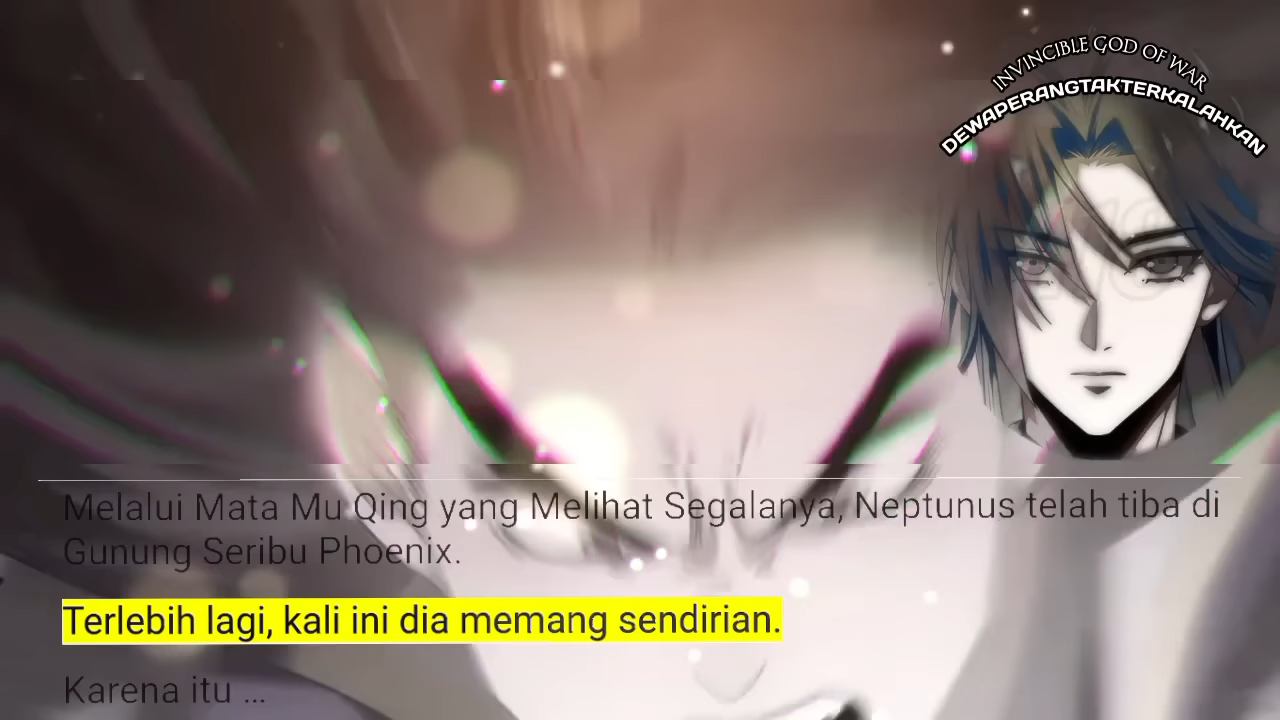 INVINCIBLE GOD OF WAR
DEWAPERANGTAKTERKALAHKAN
Melalui Mata Mu Qing yang Melihat Segalanya, Neptunus telah tiba di
Gunung Seribu Phoenix.
Terlebih lagi, kali ini dia memang sendirian.
Karena itu ...